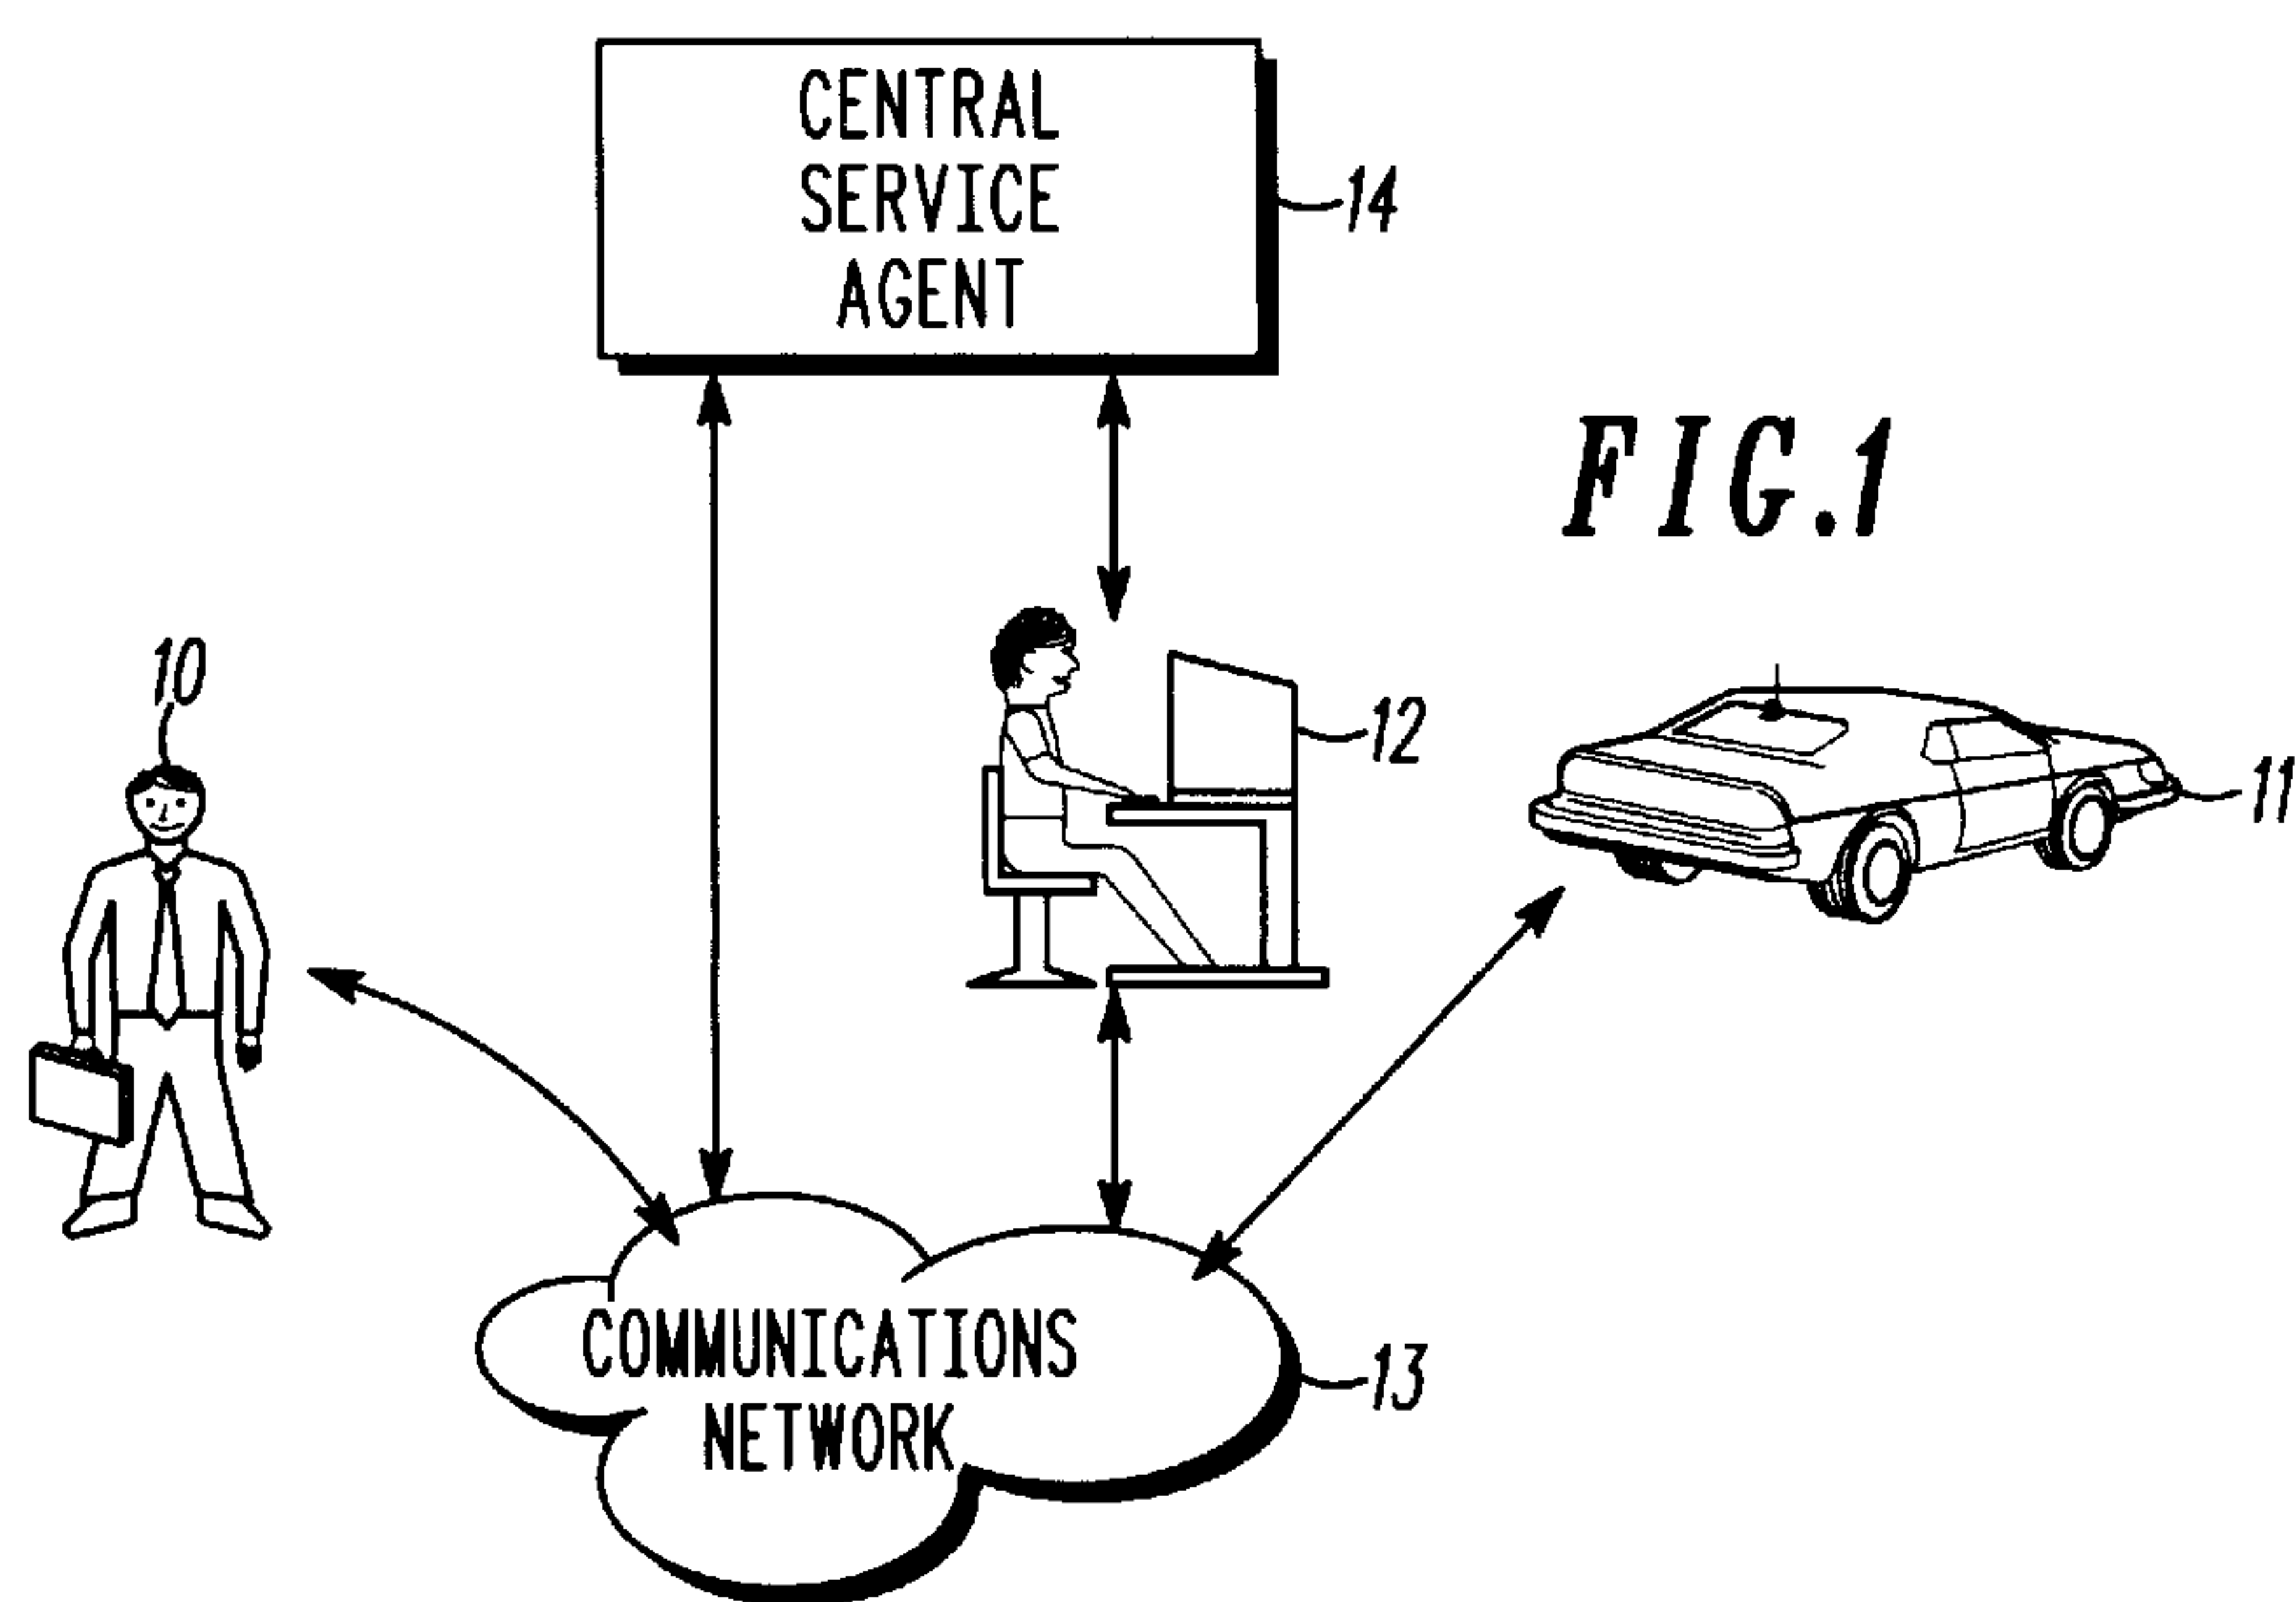 CENTRAL
SERVICE
AGENT
14
FIG.1
10
12
11
COMMUNICATIONS
NETWORK
13